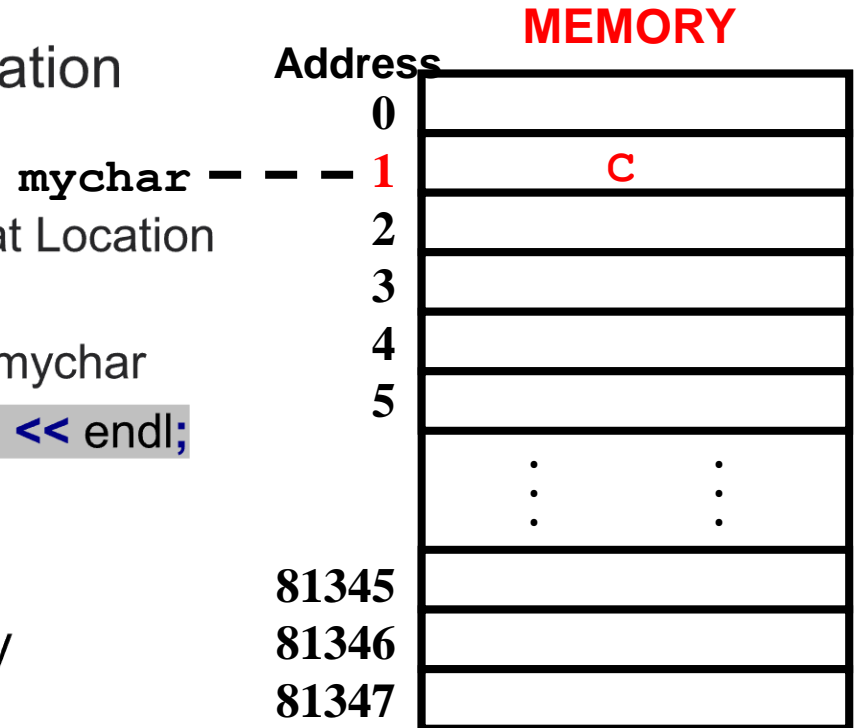 MEMORY
ation Address
0
mychar 1 C
at Location 2
3
mychar 4
5
<< endl;
: :
81345
y 81346
81347